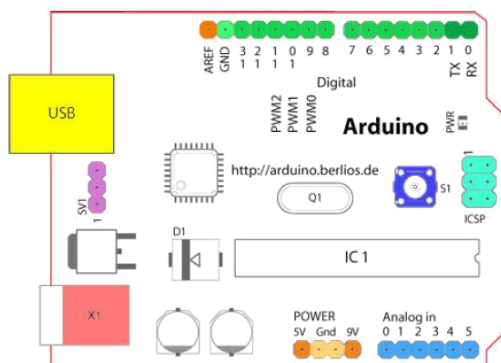 AREF GND 13 12 11 10 9 8 7 6 5 4 3 2 1 0
TX RX
Digital
USB
PWM2 PWM1 PWM0
Arduino
PWR
http://arduino.berlios.de
1
SV1
1
Q1
S1
ICSP
D1
IC 1
X1
POWER
5V Gnd 9V
Analog in
0 1 2 3 4 5